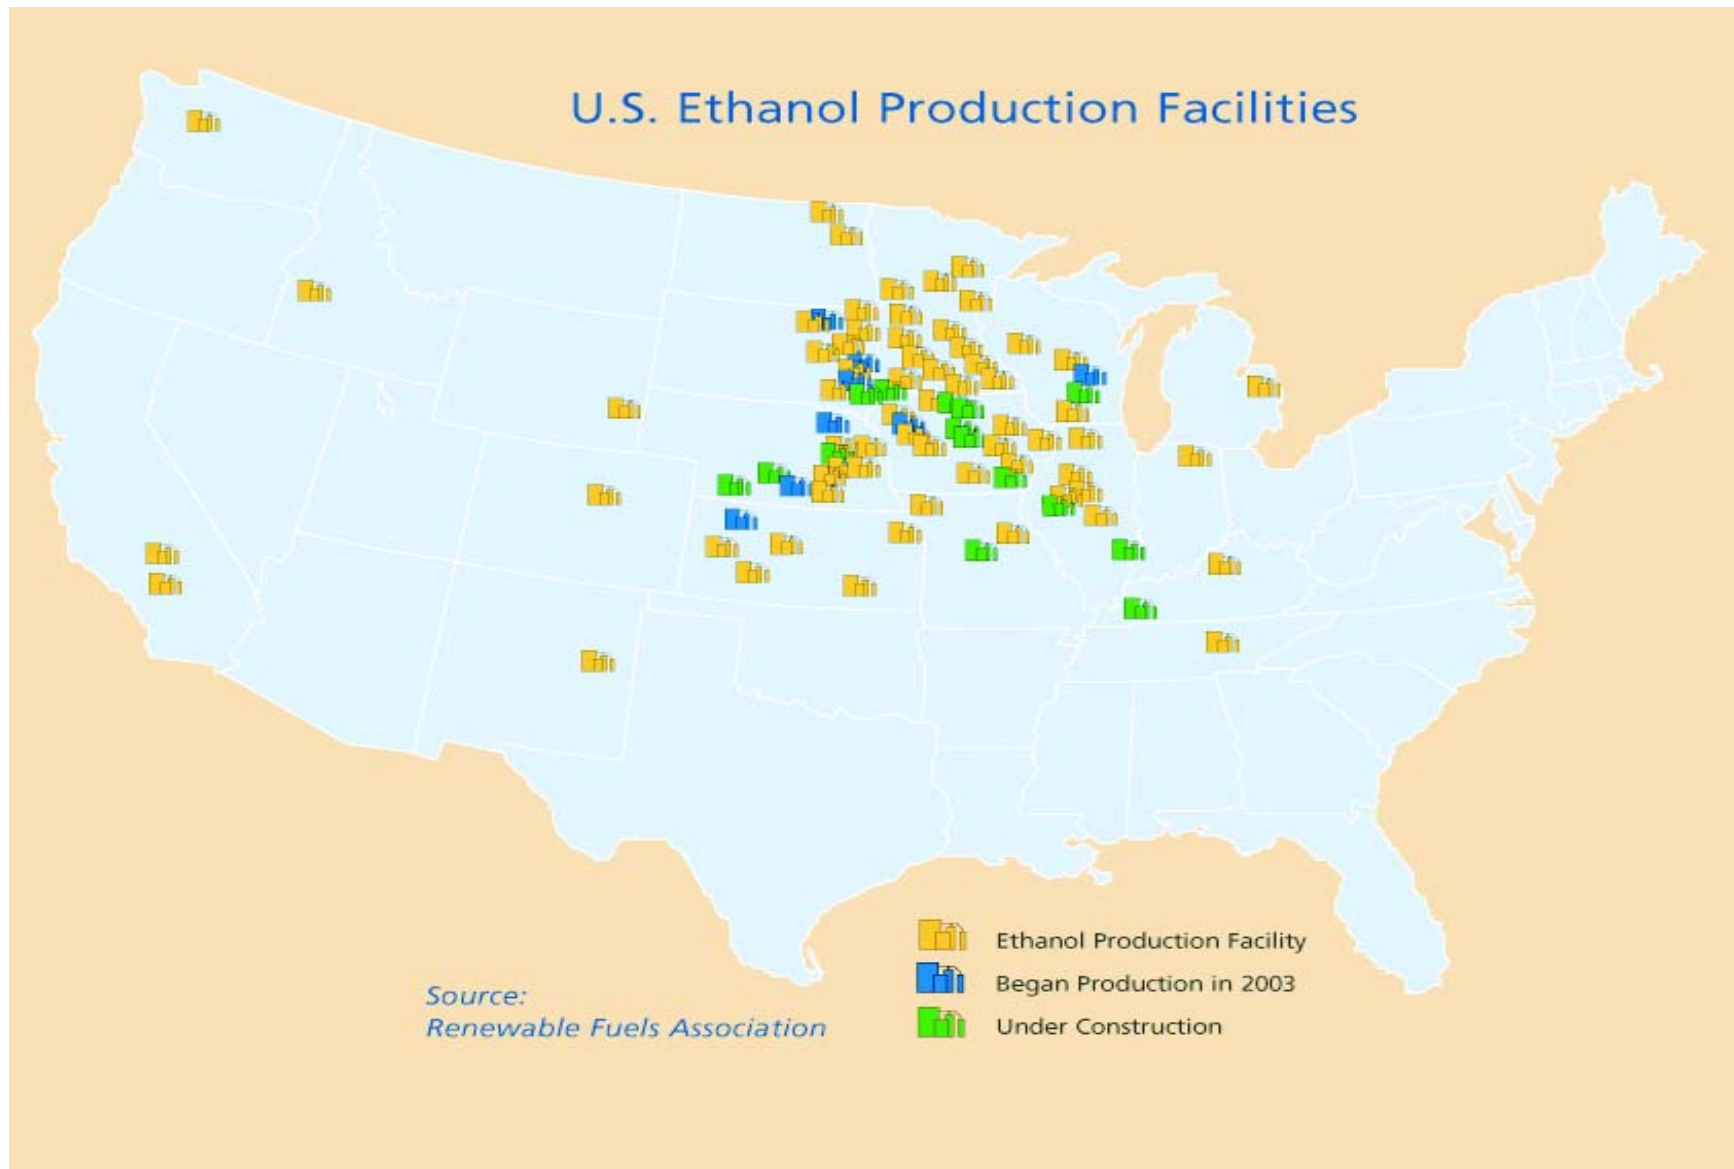 U.S. Ethanol Production Facilities
Ethanol Production Facility
Began Production in 2003
Under Construction
Source:
Renewable Fuels Association